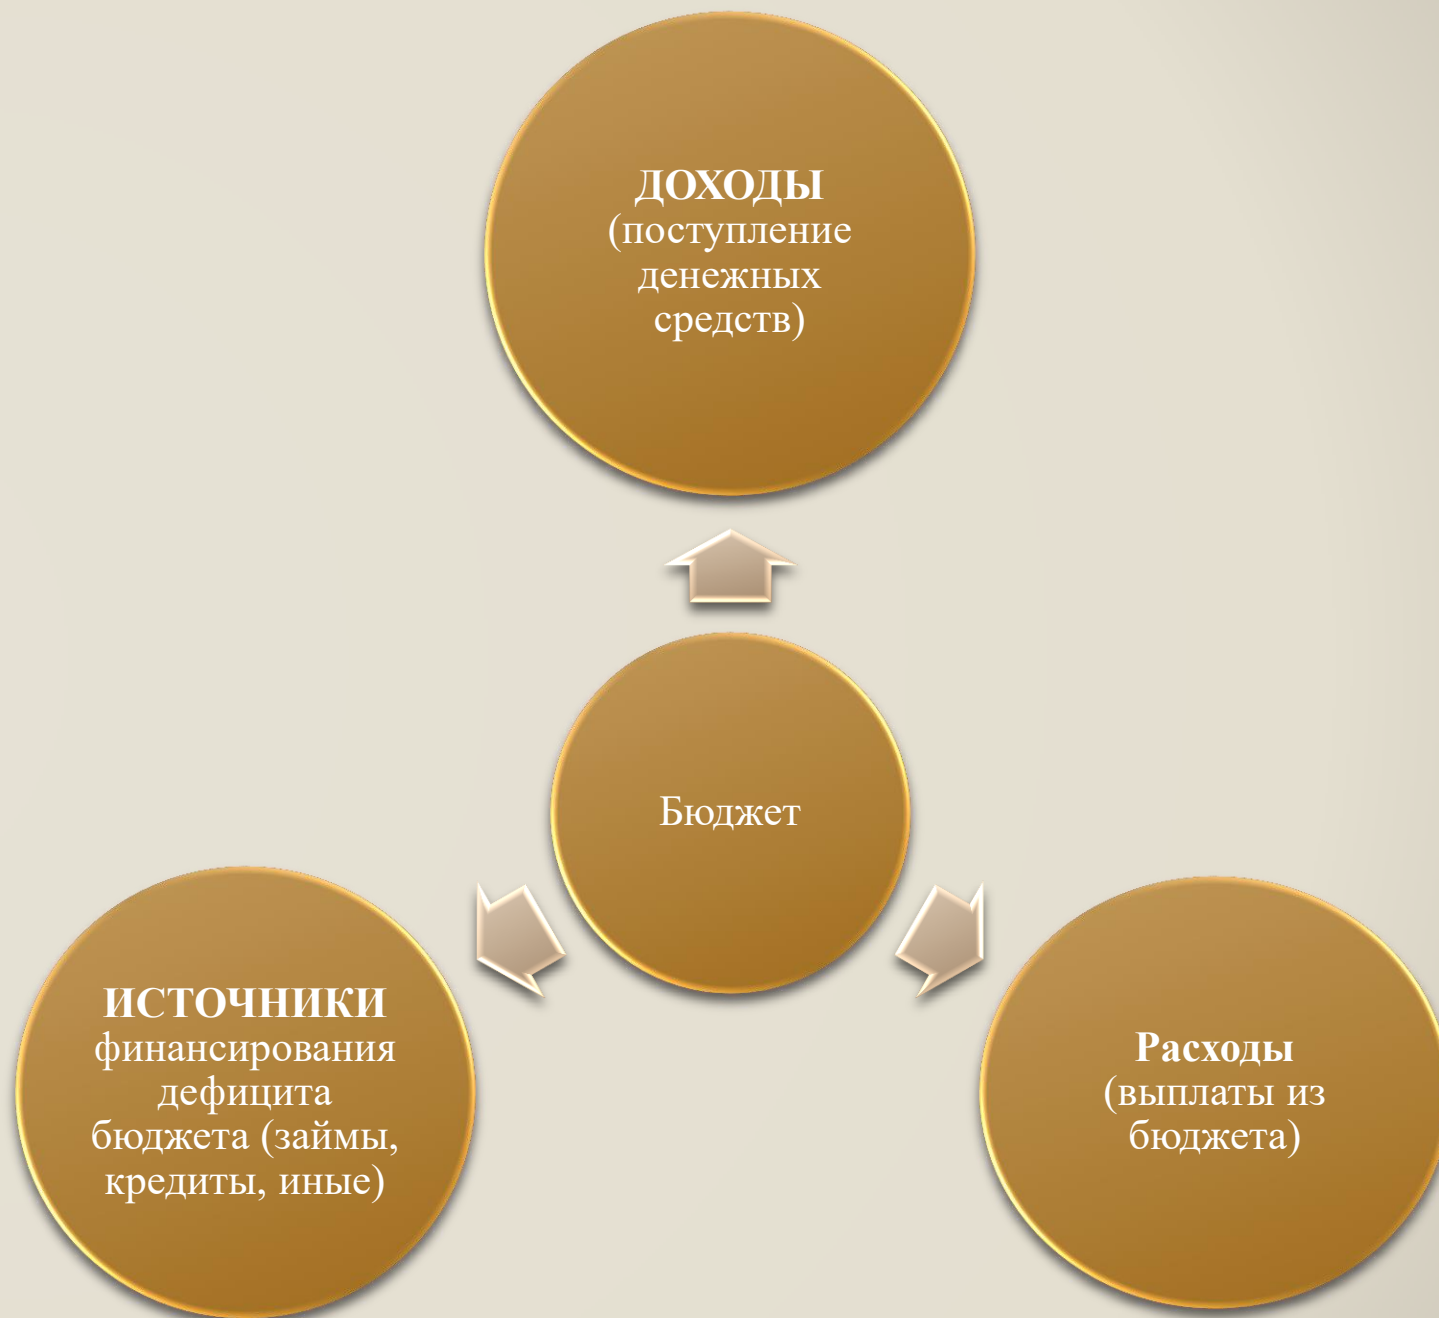 ДОХОДЫ
(поступление
денежных
средств)
Бюджет
ИСТОЧНИКИ
финансирования
дефицита
бюджета (займы,
кредиты, иные)
Расходы
(выплаты из
бюджета)